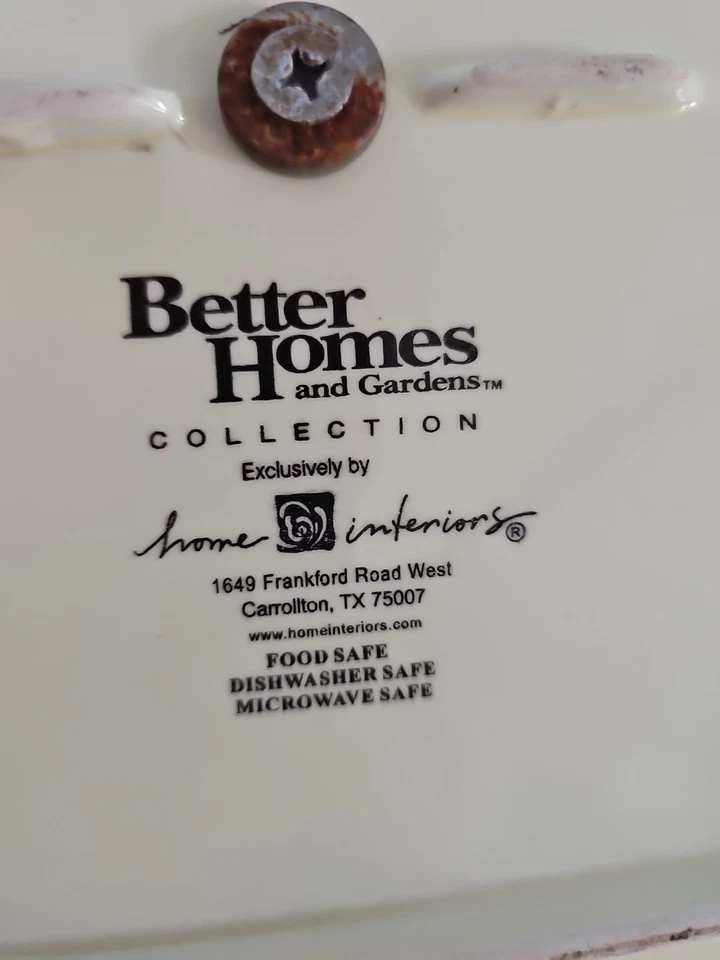 Better
Homes
and Gardens™
COLLECTION
Exclusively by
home interiors®
1649 Frankford Road West
Carrollton, TX 75007
www.homeinteriors.com
FOOD SAFE
DISHWASHER SAFE
MICROWAVE SAFE